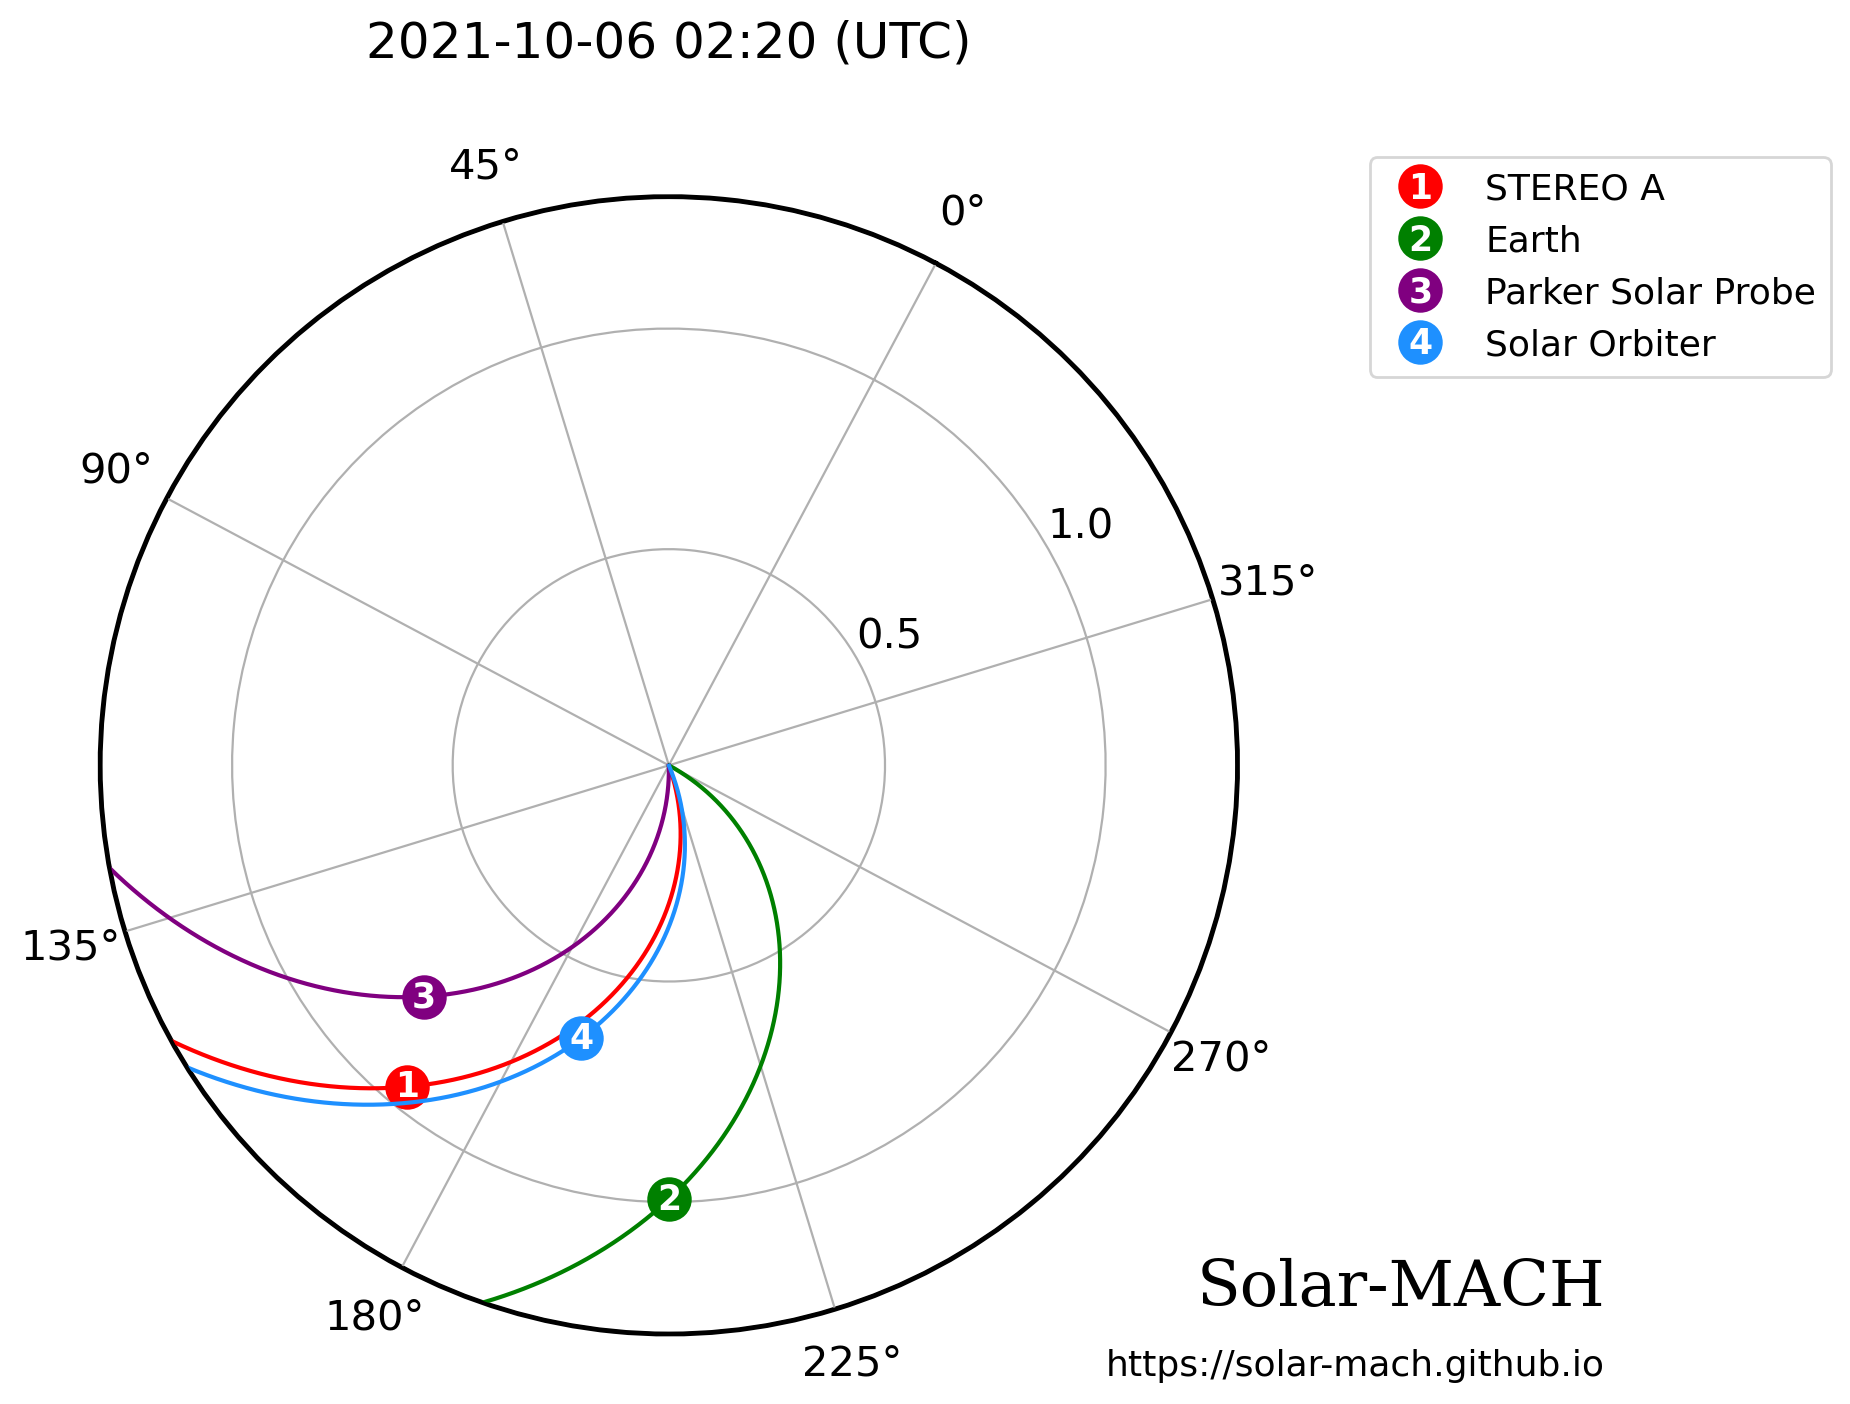 2021-10-06 02:20 (UTC)
45°
0°
90°
315°
1.0
0.5
135°
270°
180°
225°
3
4
1
2
1 STEREO A
2 Earth
3 Parker Solar Probe
4 Solar Orbiter
Solar-MACH
https://solar-mach.github.io